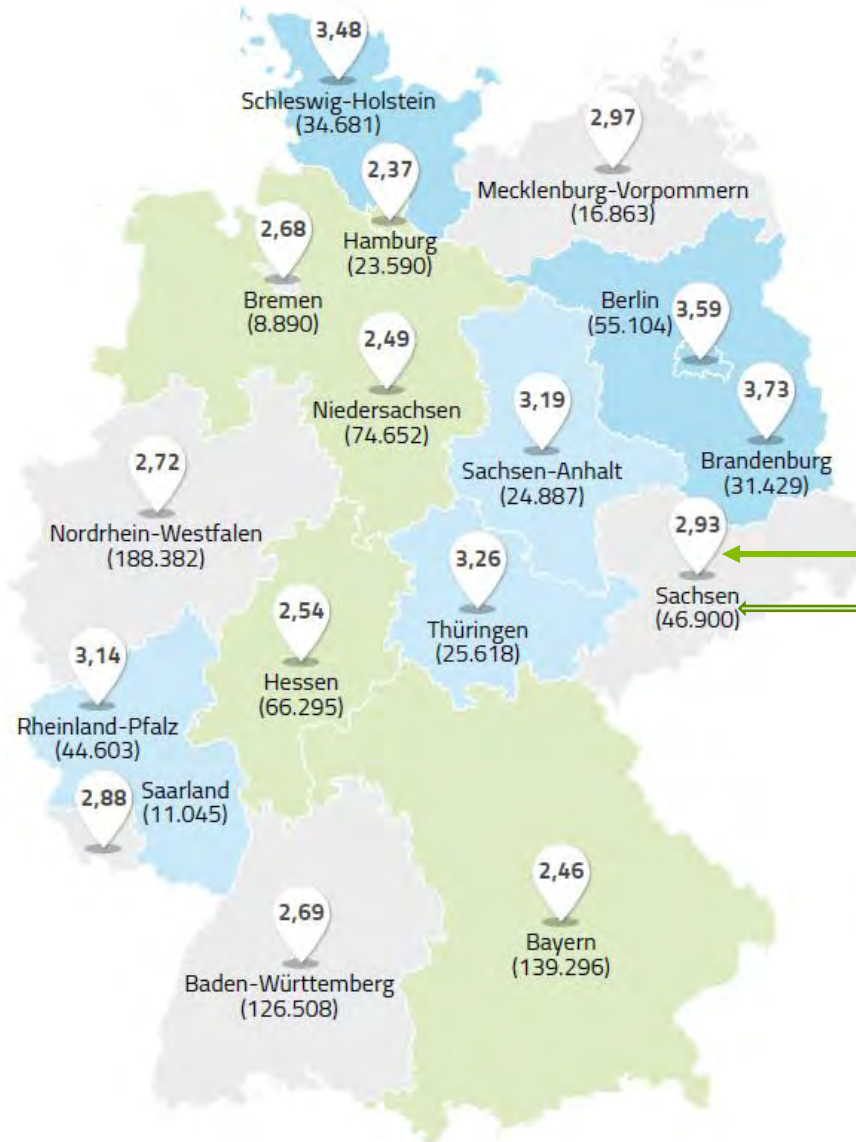 3,48
Schleswig-Holstein
(34.681)
2,97
Mecklenburg-Vorpommern
(16.863)
2,37
Hamburg
(23.590)
2,68
Bremen
(8.890)
Berlin
(55.104)
3,59
2,49
Niedersachsen
(74.652)
3,19
Sachsen-Anhalt
(24.887)
3,73
Brandenburg
(31.429)
2,72
Nordrhein-Westfalen
(188.382)
2,93
Sachsen
(46.900)
3,26
Thüringen
(25.618)
2,54
Hessen
(66.295)
3,14
Rheinland-Pfalz
(44.603)
2,88
Saarland
(11.045)
2,46
Bayern
(139.296)
2,69
Baden-Württemberg
(126.508)